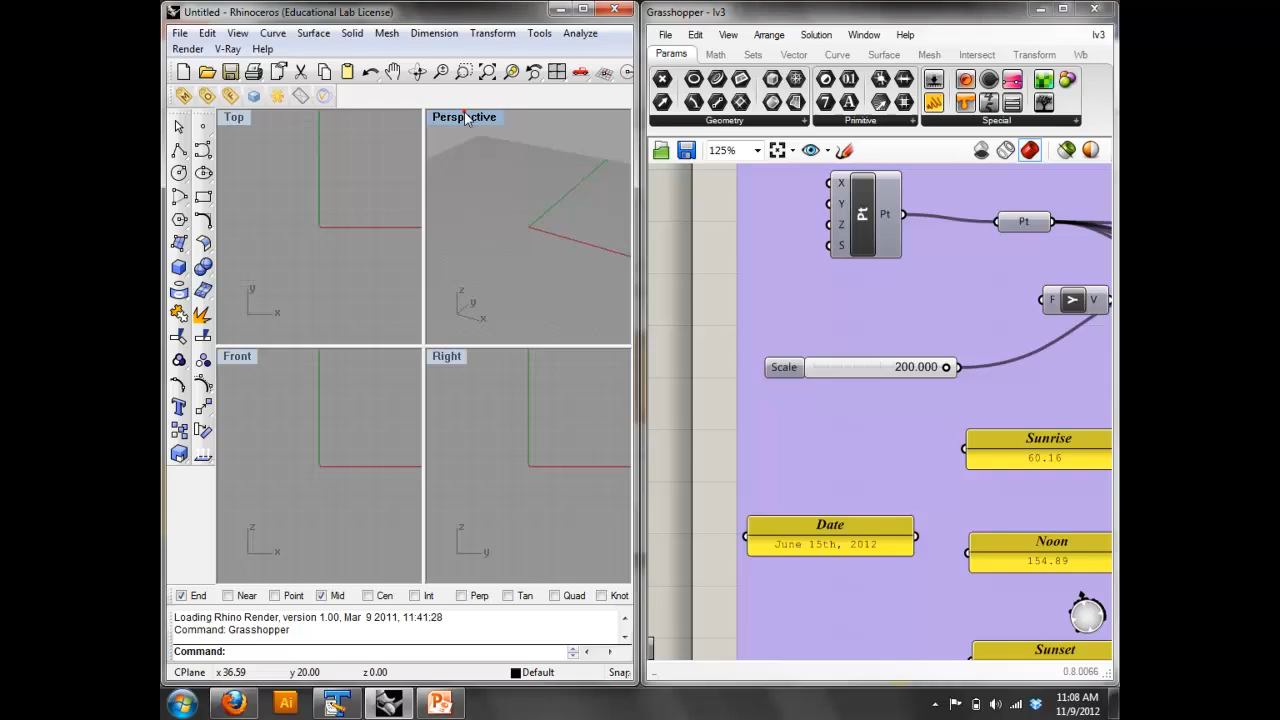 Untitled - Rhinoceros (Educational Lab License)
File Edit View Curve Surface Solid Mesh Dimension Transform Tools Analyze
Render V-Ray Help
Top
Perspective
y
x
z
y
x
Front
Right
z
x
z
y
End Near Point Mid Cen Int Perp Tan Quad Knot
Loading Rhino Render, version 1.00, Mar 9 2011, 11:41:28
Command: Grasshopper
Command:
CPlane x 36.59 y 20.00 z 0.00 Default Snap
Grasshopper - lv3
File Edit View Arrange Solution Window Help lv3
Params Math Sets Vector Curve Surface Mesh Intersect Transform Wb
Geometry Primitive Special
125%
X
Y
Z
S
Pt
Pt
Pt
F V
Scale 200.000
Sunrise
60.16
Date
June 15th, 2012
Noon
154.89
Sunset
0.8.0066
11:08 AM
11/9/2012